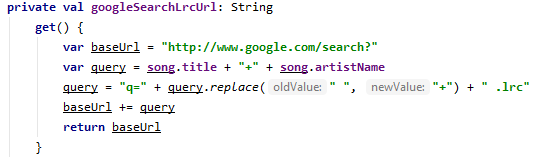 private val googleSearchLrcUrl: String
get() {
var baseUrl = "http://www.google.com/search?"
var query = song.title + "+" + song.artistName
query = "q=" + query.replace( oldValue: " ", newValue: "+") + " .lrc"
baseUrl += query
return baseUrl
}